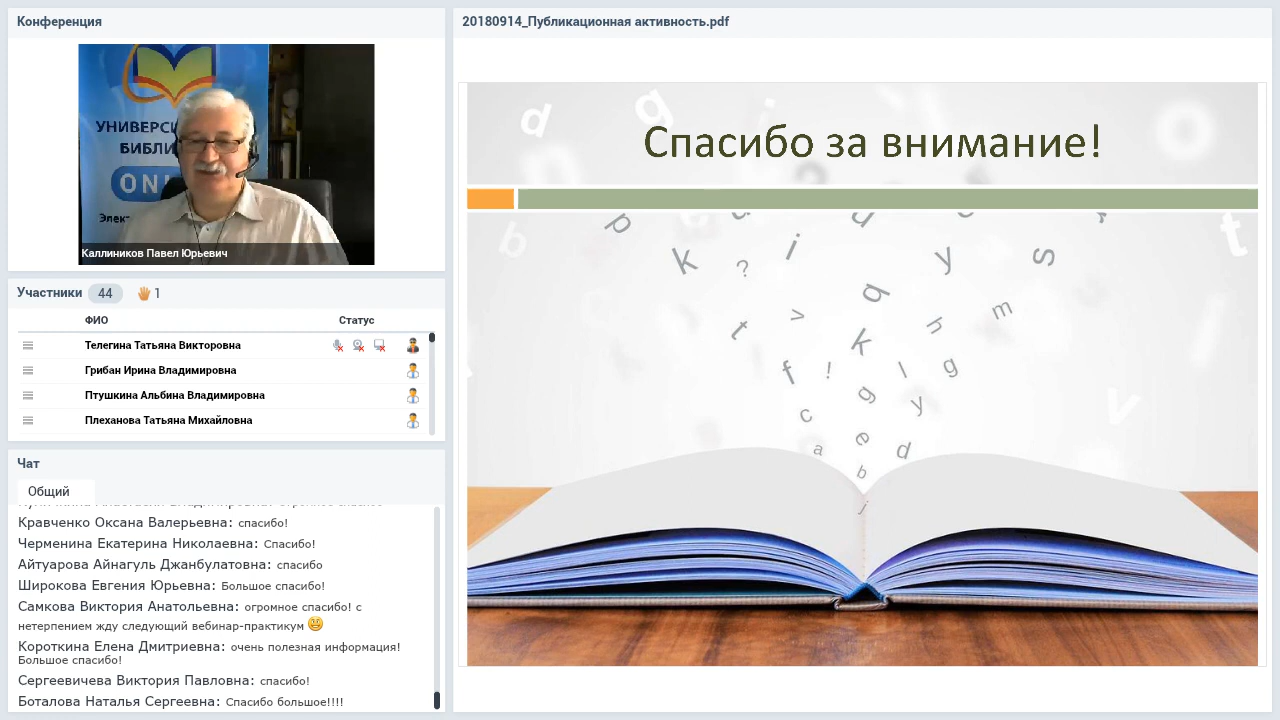 Конференция
УНИВЕРС
БИБЛИ
ONL
Элект
Каллиников Павел Юрьевич
Участники 44 1
ФИО Статус
Телегина Татьяна Викторовна
Грибан Ирина Владимировна
Птушкина Альбина Владимировна
Плеханова Татьяна Михайловна
Чат
Общий
Кравченко Оксана Валерьевна: спасибо!
Черменина Екатерина Николаевна: Спасибо!
Айтуарова Айнагуль Джанбулатовна: спасибо
Широкова Евгения Юрьевна: Большое спасибо!
Самкова Виктория Анатольевна: огромное спасибо! с
нетерпением жду следующий вебинар-практикум
Короткина Елена Дмитриевна: очень полезная информация!
Большое спасибо!
Сергеевичева Виктория Павловна: спасибо!
Боталова Наталья Сергеевна: Спасибо большое!!!!
20180914_Публикационная активность.pdf
Спасибо за внимание!